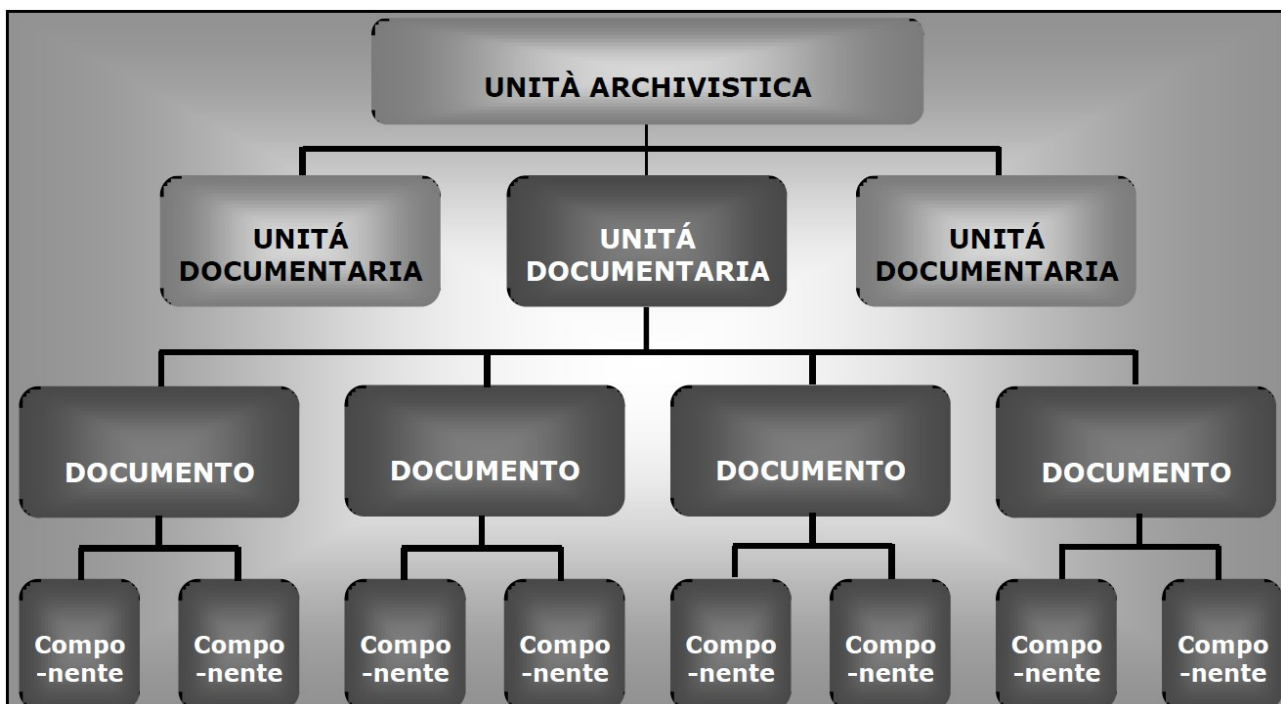 UNITÀ ARCHIVISTICA
UNITÁ
DOCUMENTARIA
UNITÁ
DOCUMENTARIA
UNITÁ
DOCUMENTARIA
DOCUMENTO
DOCUMENTO
DOCUMENTO
DOCUMENTO
Compo
-nente
Compo
-nente
Compo
-nente
Compo
-nente
Compo
-nente
Compo
-nente
Compo
-nente
Compo
-nente